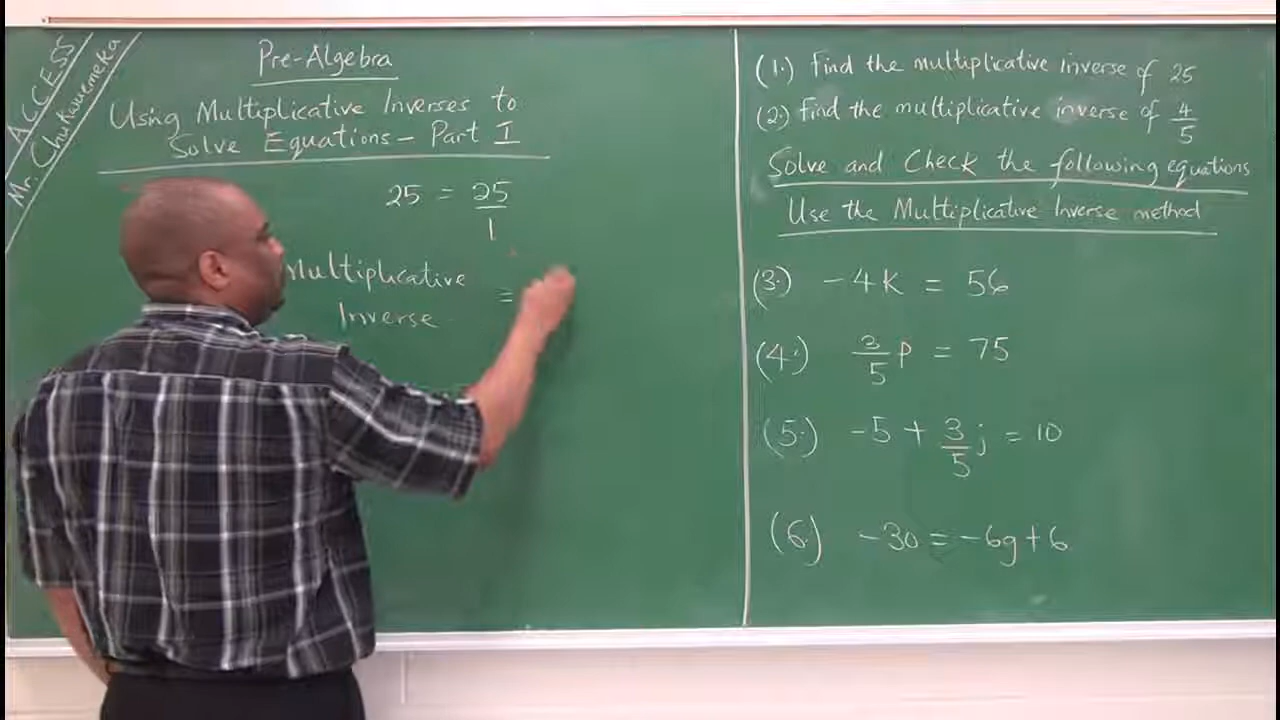 ACCESS
Mr. Chukwuemeka
Pre-Algebra
Using Multiplicative Inverses to
Solve Equations – Part I
25 = 25/1
Multiplicative
Inverse =
(1.) Find the multiplicative inverse of 25
(2.) Find the multiplicative inverse of 4/5
Solve and Check the following equations
Use the Multiplicative Inverse method
(3.) -4k = 56
(4.) 3/5 p = 75
(5.) -5 + 3/5 j = 10
(6.) -30 = -6g + 6